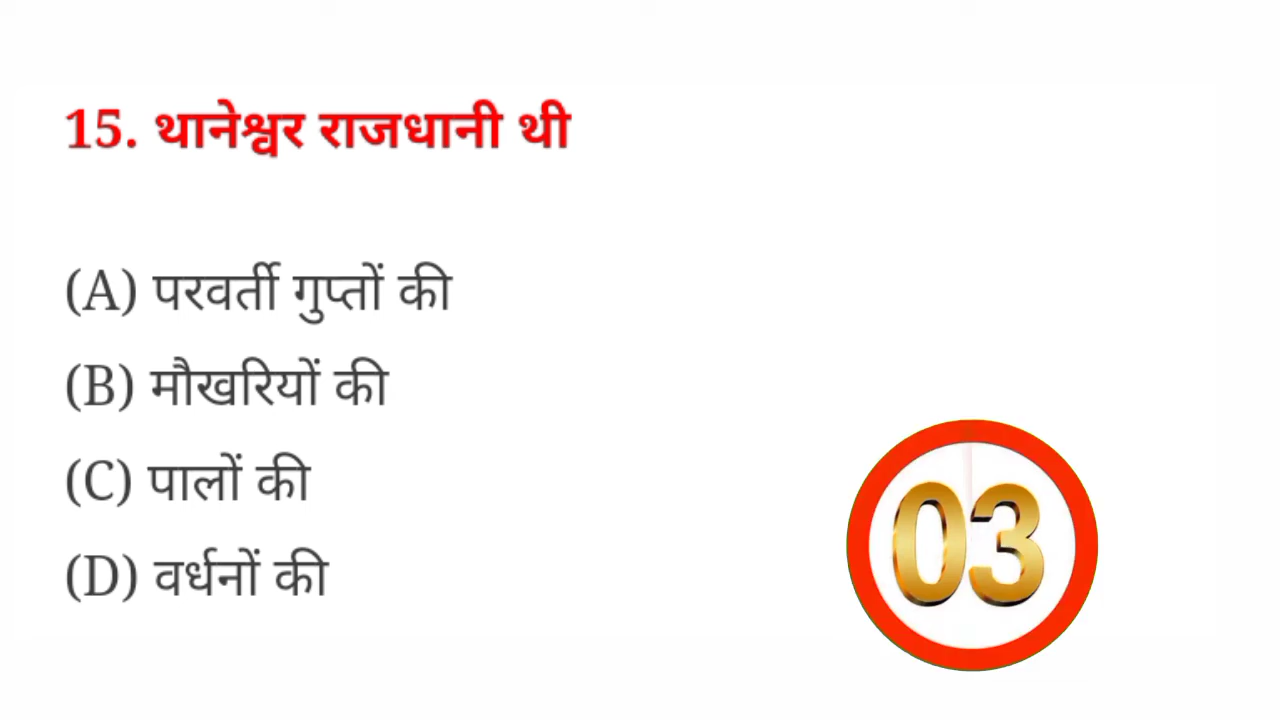 15. थानेश्वर राजधानी थी
(A) परवर्ती गुप्तों की
(B) मौखरियों की
(C) पालों की
(D) वर्धनों की
03